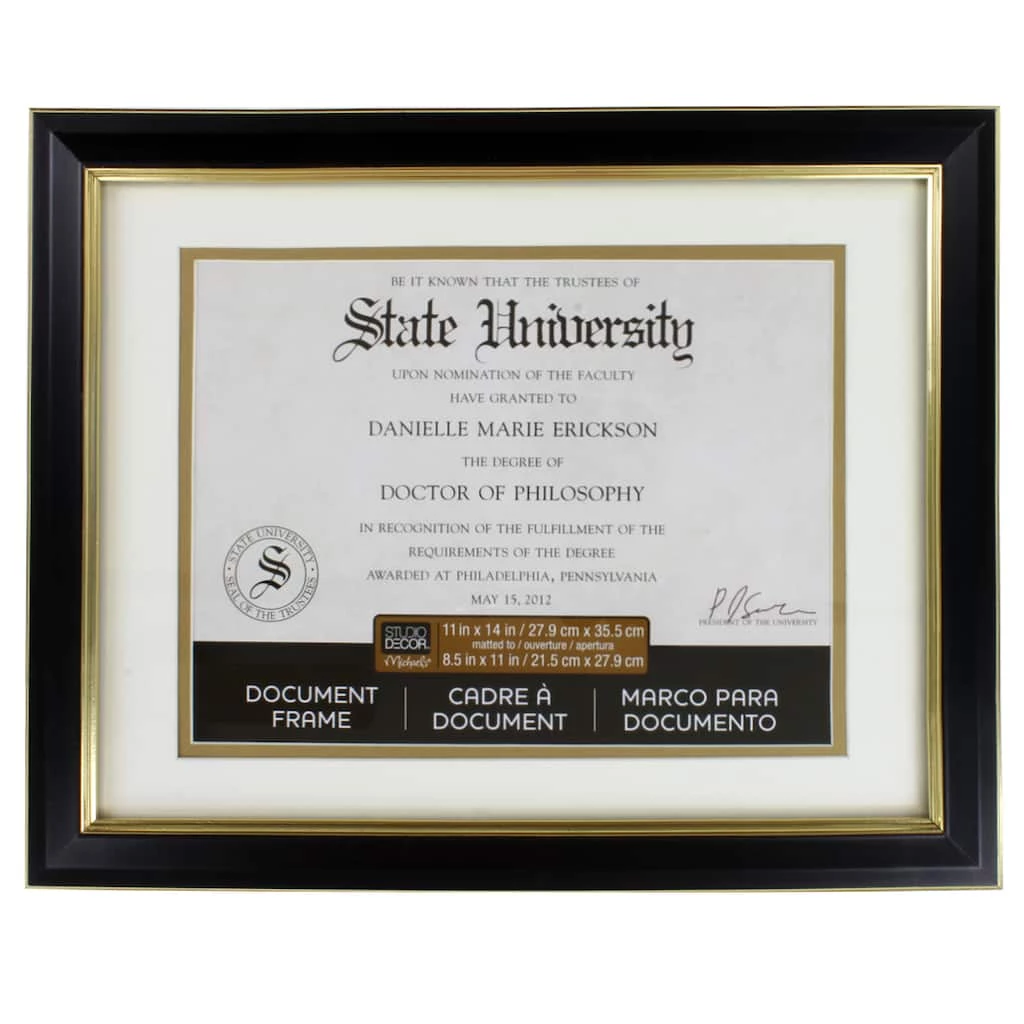 BE IT KNOWN THAT THE TRUSTEES OF
State University
UPON NOMINATION OF THE FACULTY
HAVE GRANTED TO
DANIELLE MARIE ERICKSON
THE DEGREE OF
DOCTOR OF PHILOSOPHY
IN RECOGNITION OF THE FULFILLMENT OF THE
REQUIREMENTS OF THE DEGREE
AWARDED AT PHILADELPHIA, PENNSYLVANIA
MAY 15, 2012
STATE UNIVERSITY
S
SEAL OF THE TRUSTEES
PRESIDENT OF THE UNIVERSITY
STUDIO
DECOR
Michaels
11 in x 14 in / 27.9 cm x 35.5 cm
matted to / ouverture / apertura
8.5 in x 11 in / 21.5 cm x 27.9 cm
DOCUMENT
FRAME
CADRE À
DOCUMENT
MARCO PARA
DOCUMENTO